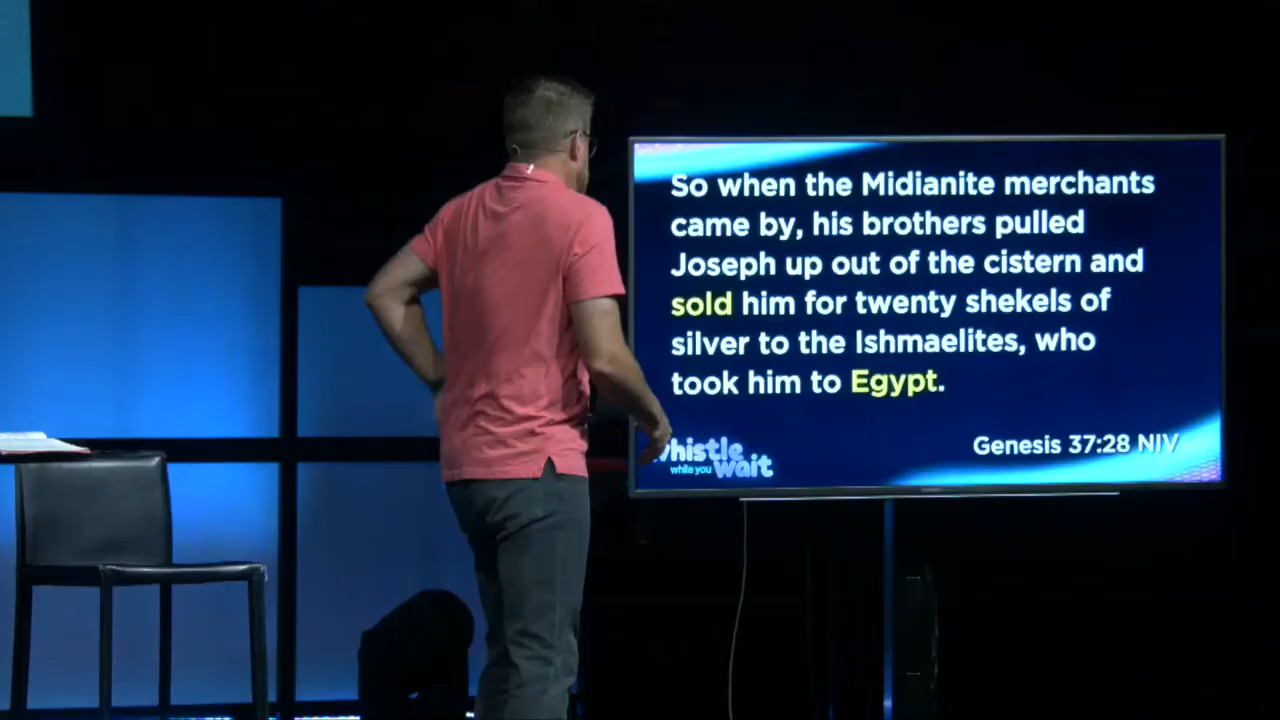 So when the Midianite merchants
came by, his brothers pulled
Joseph up out of the cistern and
sold him for twenty shekels of
silver to the Ishmaelites, who
took him to Egypt.
Genesis 37:28 NIV
whistle
while you
wait